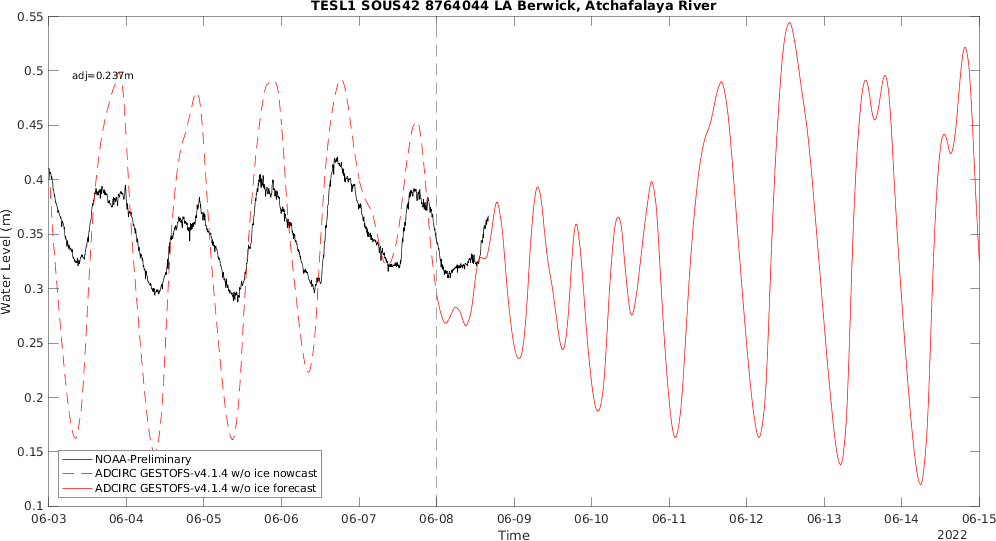 TESL1 SOUS42 8764044 LA Berwick, Atchafalaya River
0.55
0.5
0.45
0.4
0.35
0.3
0.25
0.2
0.15
0.1
Water Level (m)
adj=0.237m
NOAA-Preliminary
ADCIRC GESTOFS-v4.1.4 w/o ice nowcast
ADCIRC GESTOFS-v4.1.4 w/o ice forecast
06-03 06-04 06-05 06-06 06-07 06-08 06-09 06-10 06-11 06-12 06-13 06-14 06-15
Time
2022